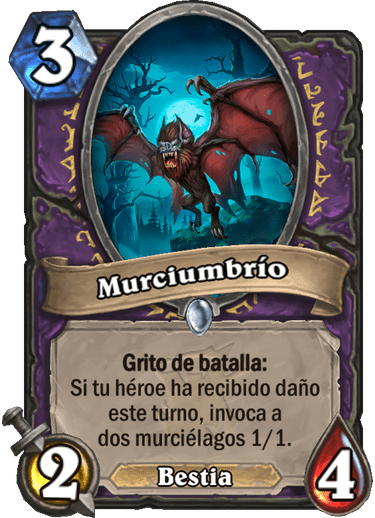 3
Murciumbrío
Grito de batalla:
Si tu héroe ha recibido daño
este turno, invoca a
dos murciélagos 1/1.
2
Bestia
4